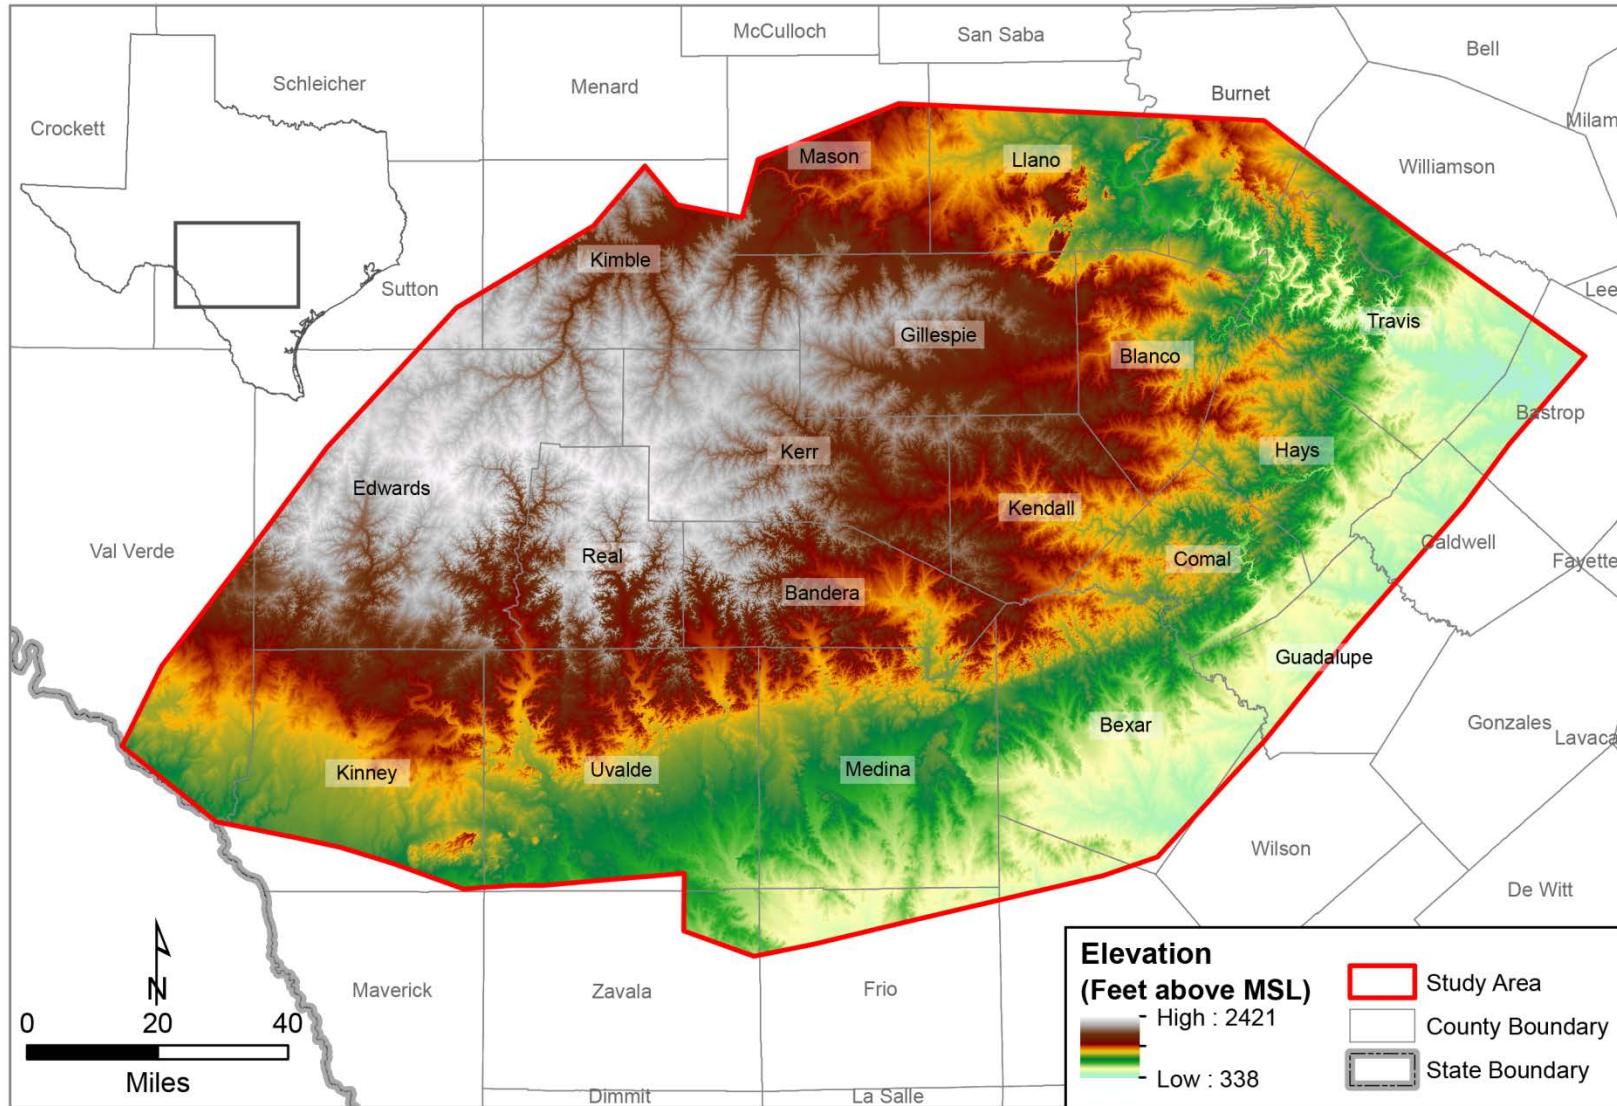 McCulloch
San Saba
Bell
Schleicher
Menard
Burnet
Crockett
Milam
Mason
Llano
Williamson
Kimble
Sutton
Lee
Gillespie
Travis
Blanco
Bastrop
Kerr
Hays
Edwards
Kendall
Val Verde
Real
Comal
Caldwell
Fayette
Bandera
Guadalupe
Bexar
Gonzales
Lavaca
Kinney
Uvalde
Medina
Wilson
De Witt
Maverick
Zavala
Frio
Dimmit
La Salle
N
0 20 40
Miles
Elevation
(Feet above MSL)
High : 2421
Low : 338
Study Area
County Boundary
State Boundary